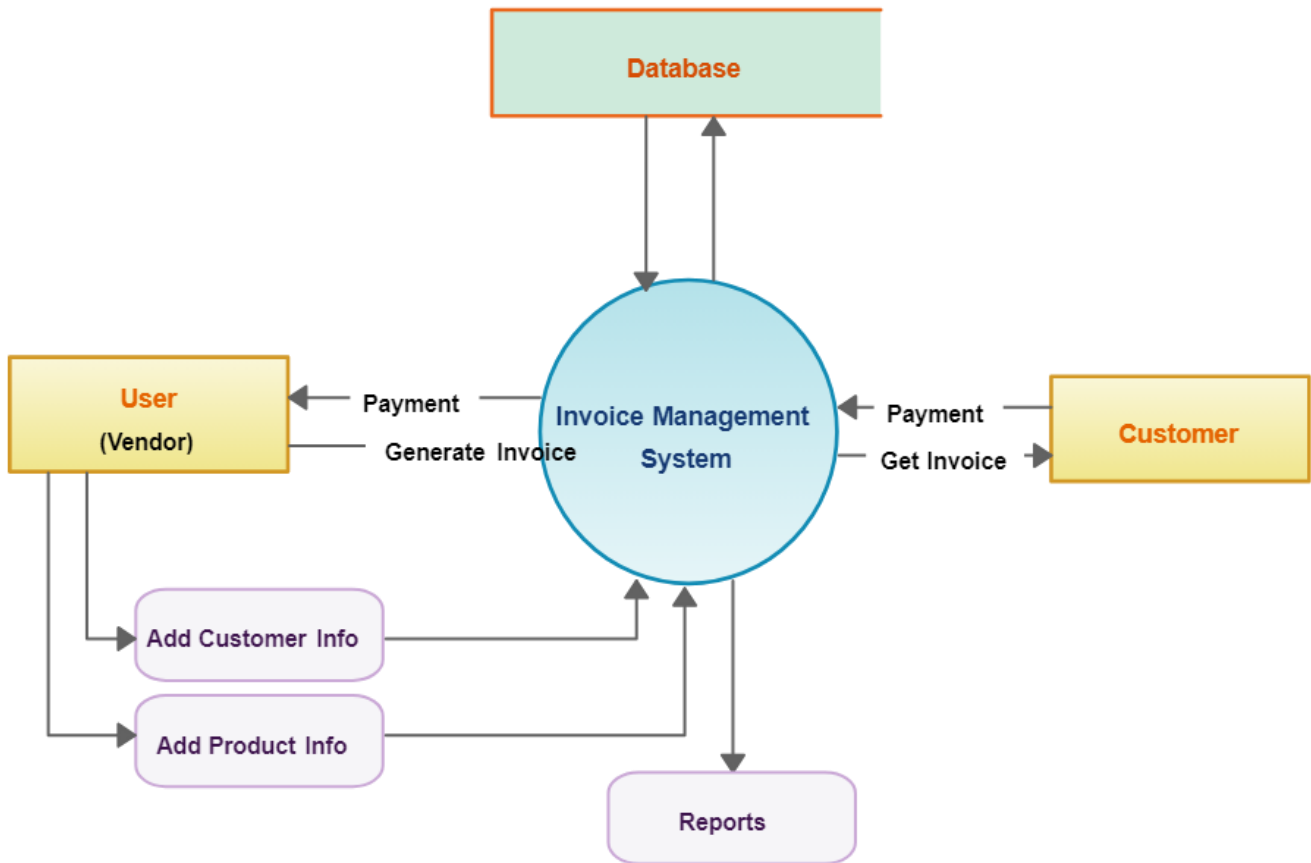 Database
User
(Vendor)
Payment
Generate Invoice
Invoice Management
System
Payment
Get Invoice
Customer
Add Customer Info
Add Product Info
Reports